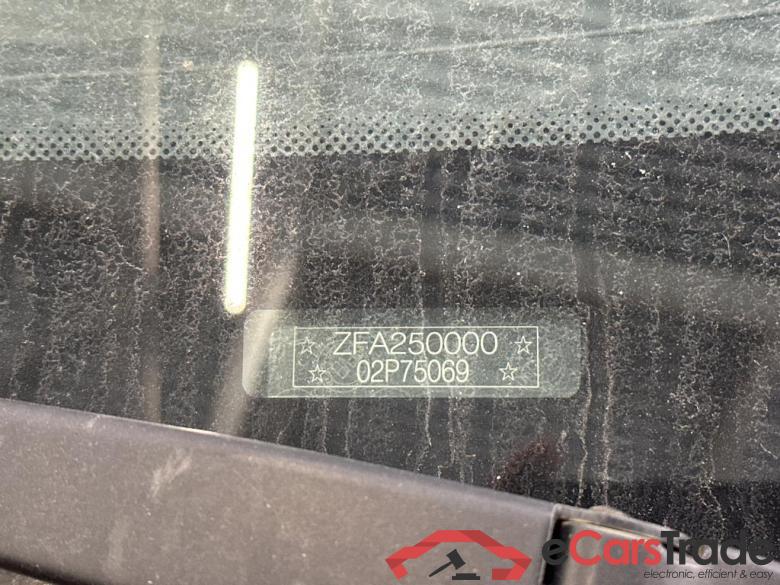 ☆ ZFA250000 ☆
☆ 02P75069 ☆
eCarsTrade
electronic, efficient & easy